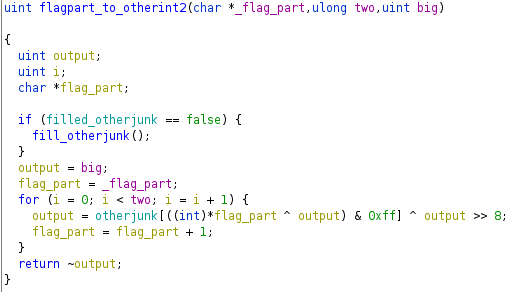 uint flagpart_to_otherint2(char *_flag_part,ulong two,uint big)
{
uint output;
uint i;
char *flag_part;
if (filled_otherjunk == false) {
fill_otherjunk();
}
output = big;
flag_part = _flag_part;
for (i = 0; i < two; i = i + 1) {
output = otherjunk[((int)*flag_part ^ output) & 0xff] ^ output >> 8;
flag_part = flag_part + 1;
}
return ~output;
}